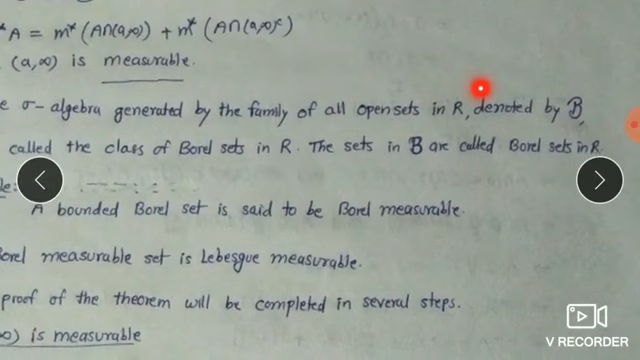 *A = m*(A∩(a,∞)) + m*(A∩(a,∞)ᶜ)
(a,∞) is measurable.
e σ-algebra generated by the family of all open sets in R, denoted by B,
called the class of Borel sets in R. The sets in B are called Borel sets in R.
le:
A bounded Borel set is said to be Borel measurable.
orel measurable set is Lebesgue measurable.
proof of the theorem will be completed in several steps.
∞) is measurable
V RECORDER